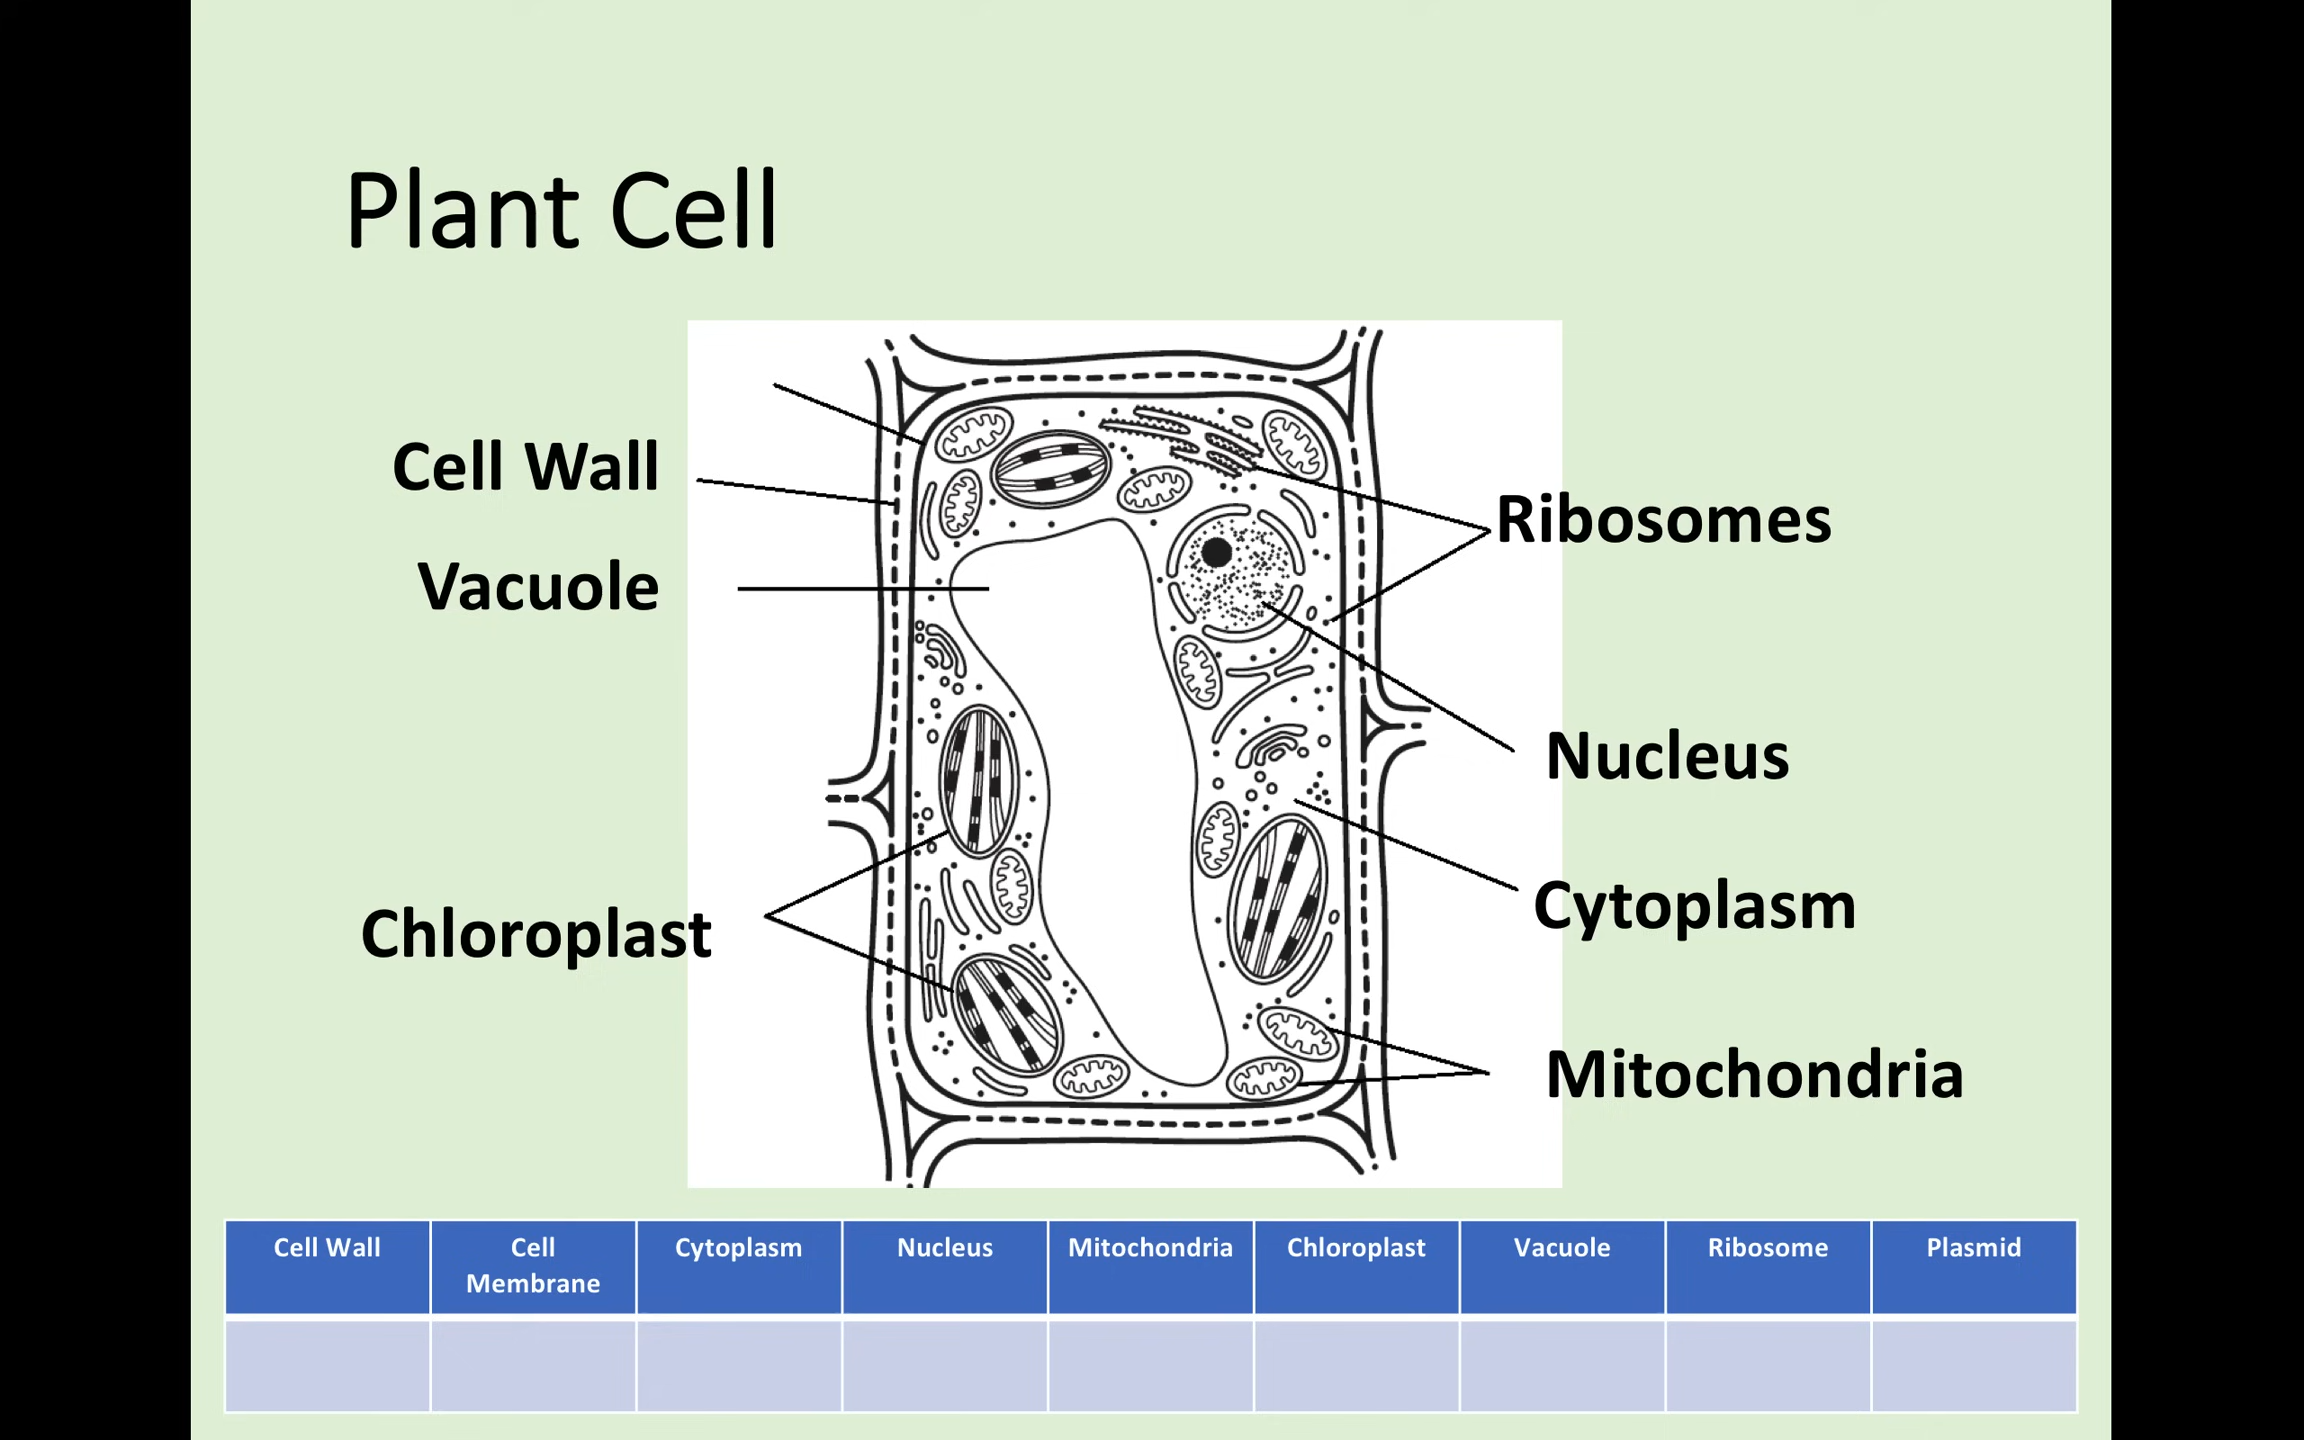 Plant Cell
Cell Wall
Vacuole
Chloroplast
Ribosomes
Nucleus
Cytoplasm
Mitochondria
Cell Wall
Cell
Membrane
Cytoplasm
Nucleus
Mitochondria
Chloroplast
Vacuole
Ribosome
Plasmid